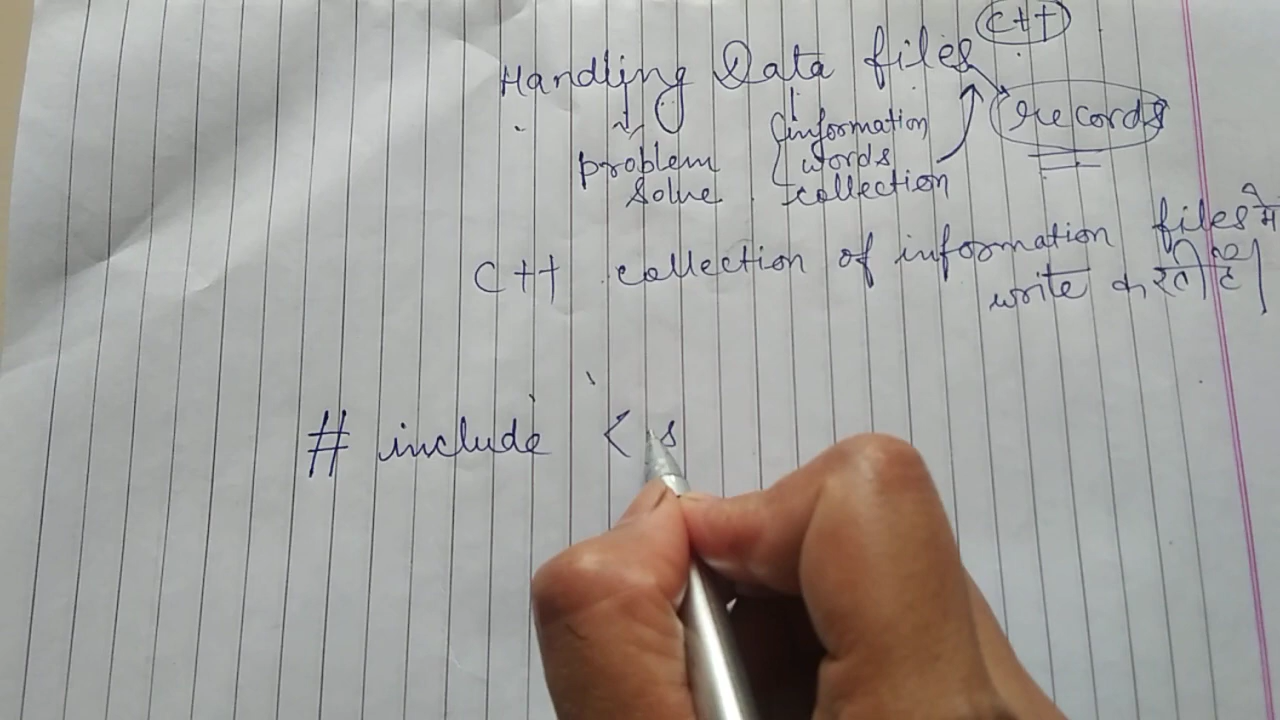 Handling Data files C++
problem solve
information words collection
records
C++ collection of information files में
write करता है।
# include < s